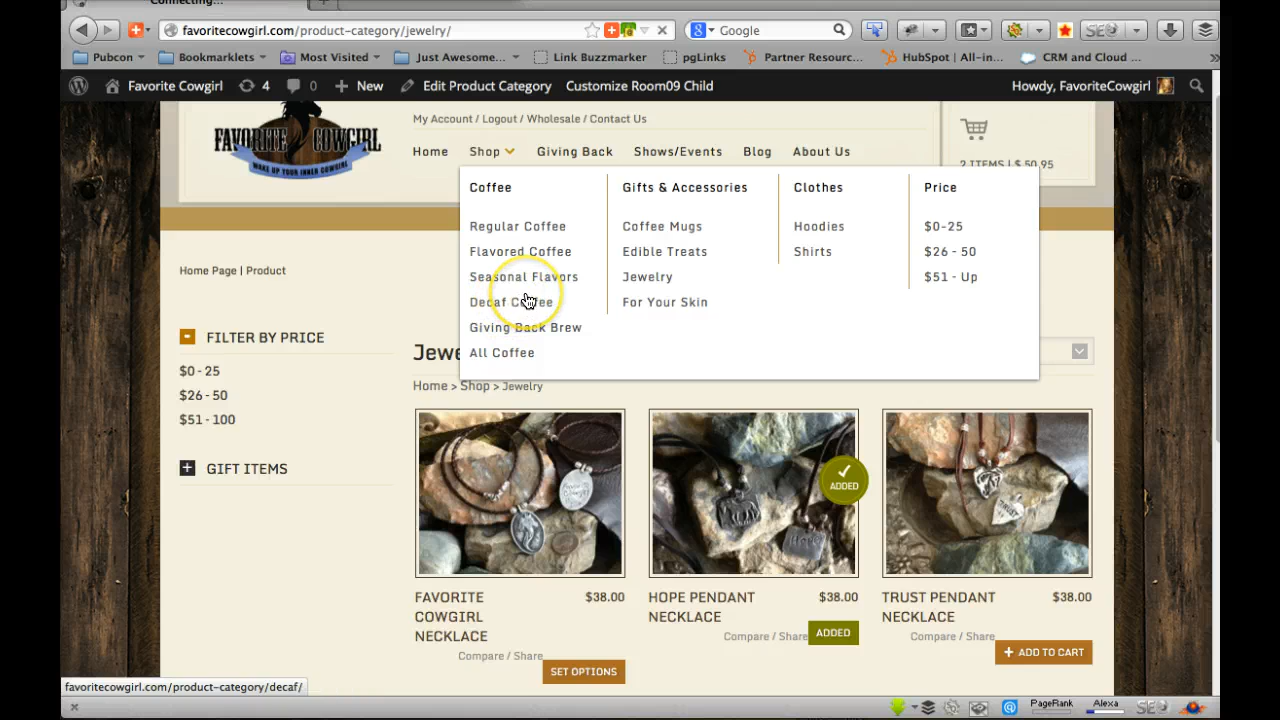 Connecting...
favoritecowgirl.com/product-category/jewelry/
Google
Pubcon
Bookmarklets
Most Visited
Just Awesome...
Link Buzzmarker
pgLinks
Partner Resourc...
HubSpot | All-in...
CRM and Cloud ...
Favorite Cowgirl
4
0
New
Edit Product Category
Customize Room09 Child
Howdy, FavoriteCowgirl
FAVORITE COWGIRL
WAKE UP YOUR INNER COWGIRL
My Account / Logout / Wholesale / Contact Us
2 ITEMS | $ 50.95
Home
Shop
Giving Back
Shows/Events
Blog
About Us
Coffee
Regular Coffee
Flavored Coffee
Seasonal Flavors
Decaf Coffee
Giving Back Brew
All Coffee
Gifts & Accessories
Coffee Mugs
Edible Treats
Jewelry
For Your Skin
Clothes
Hoodies
Shirts
Price
$0-25
$26 - 50
$51 - Up
Home Page | Product
FILTER BY PRICE
$0 - 25
$26 - 50
$51 - 100
GIFT ITEMS
Jewe
Home > Shop > Jewelry
ADDED
FAVORITE COWGIRL NECKLACE
$38.00
Compare / Share
SET OPTIONS
HOPE PENDANT NECKLACE
$38.00
Compare / Share
ADDED
TRUST PENDANT NECKLACE
$38.00
Compare / Share
ADD TO CART
favoritecowgirl.com/product-category/decaf/
PageRank
Alexa
SEO